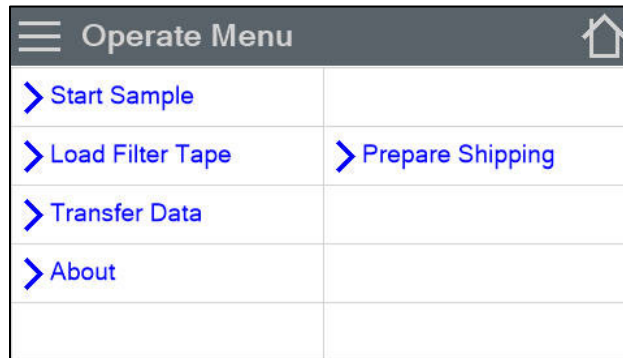 Operate Menu
Start Sample
Load Filter Tape
Prepare Shipping
Transfer Data
About